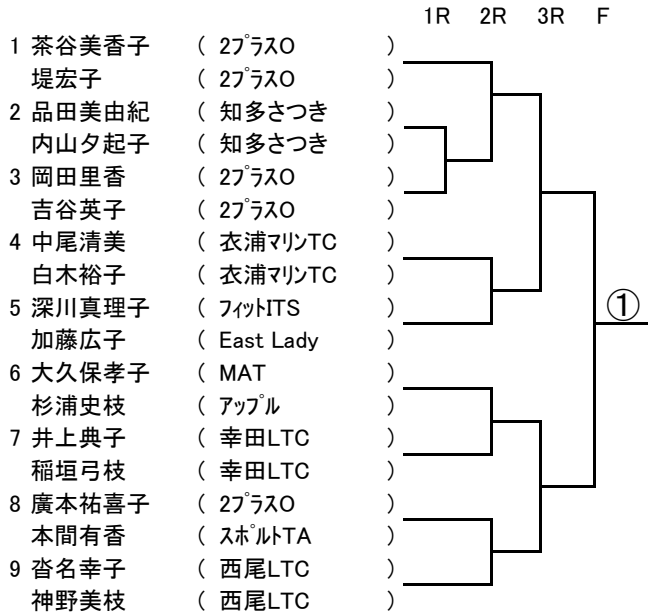 1R 2R 3R F
1 茶谷美香子 ( 2ﾌﾟﾗｽO )
堤宏子 ( 2ﾌﾟﾗｽO )
2 品田美由紀 ( 知多さつき )
内山夕起子 ( 知多さつき )
3 岡田里香 ( 2ﾌﾟﾗｽO )
吉谷英子 ( 2ﾌﾟﾗｽO )
4 中尾清美 ( 衣浦ﾏﾘﾝTC )
白木裕子 ( 衣浦ﾏﾘﾝTC )
5 深川真理子 ( ﾌｨｯﾄITS )
①
加藤広子 ( East Lady )
6 大久保孝子 ( MAT )
杉浦史枝 ( ｱｯﾌﾟﾙ )
7 井上典子 ( 幸田LTC )
稲垣弓枝 ( 幸田LTC )
8 廣本祐喜子 ( 2ﾌﾟﾗｽO )
本間有香 ( ｽﾎﾟﾙﾄTA )
9 沓名幸子 ( 西尾LTC )
神野美枝 ( 西尾LTC )